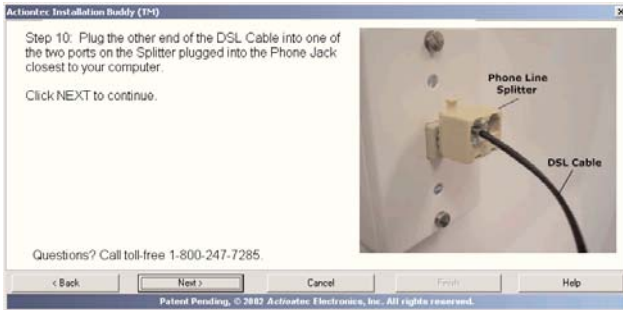 Actiontec Installation Buddy (TM)
Step 10: Plug the other end of the DSL Cable into one of
the two ports on the Splitter plugged into the Phone Jack
closest to your computer.
Click NEXT to continue.
Phone Line
Splitter
DSL Cable
Questions? Call toll-free 1-800-247-7285.
< Back Next > Cancel Finish Help
Patent Pending, © 2002 Actiontec Electronics, Inc. All rights reserved.